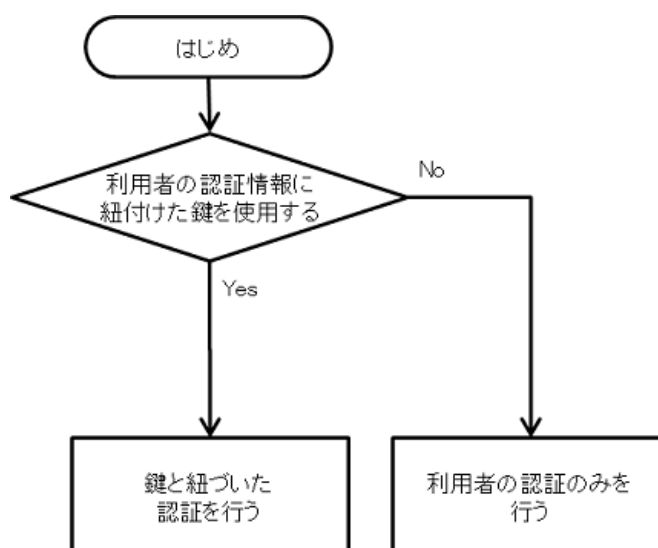 はじめ
利用者の認証情報に
紐付けた鍵を使用する
No
Yes
鍵と紐づいた
認証を行う
利用者の認証のみを
行う